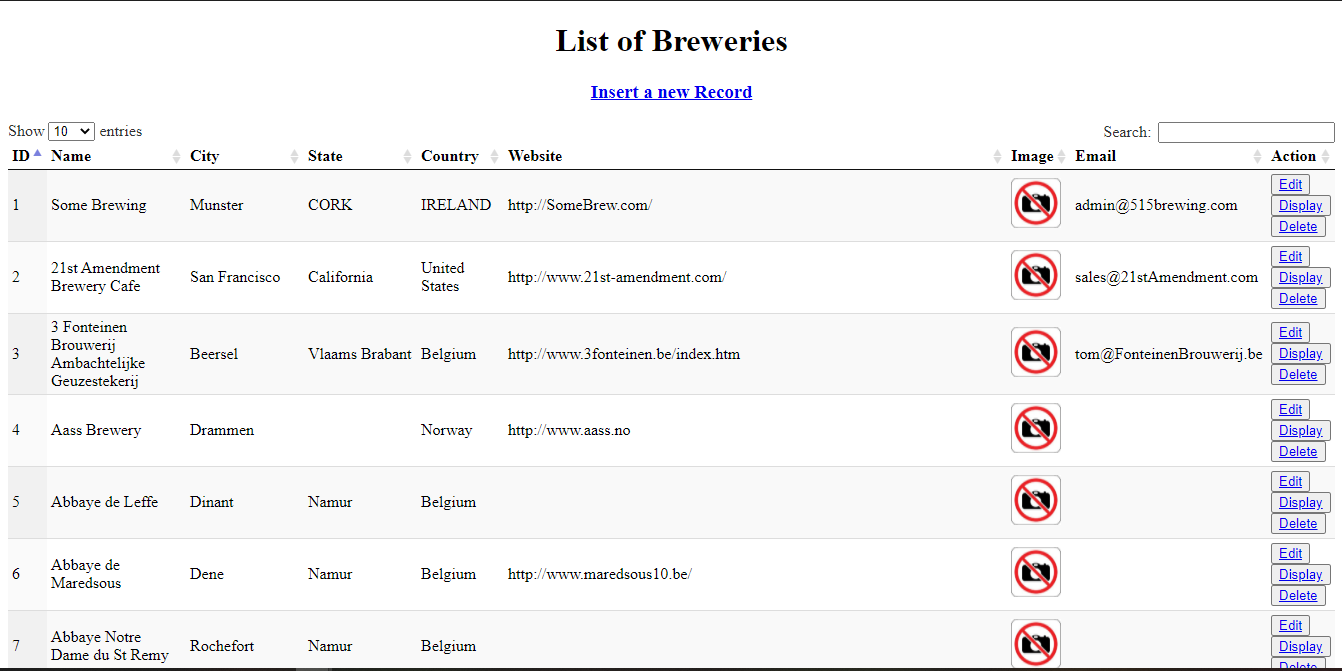 List of Breweries
Insert a new Record
Show 10 entries Search:
ID Name City State Country Website Image Email Action
1 Some Brewing Munster CORK IRELAND http://SomeBrew.com/ admin@515brewing.com
Edit
Display
Delete
2 21st Amendment Brewery Cafe San Francisco California United States http://www.21st-amendment.com/ sales@21stAmendment.com
Edit
Display
Delete
3 3 Fonteinen Brouwerij Ambachtelijke Geuzestekerij Beersel Vlaams Brabant Belgium http://www.3fonteinen.be/index.htm tom@FonteinenBrouwerij.be
Edit
Display
Delete
4 Aass Brewery Drammen Norway http://www.aass.no
Edit
Display
Delete
5 Abbaye de Leffe Dinant Namur Belgium
Edit
Display
Delete
6 Abbaye de Maredsous Dene Namur Belgium http://www.maredsous10.be/
Edit
Display
Delete
7 Abbaye Notre Dame du St Remy Rochefort Namur Belgium
Edit
Display
Delete